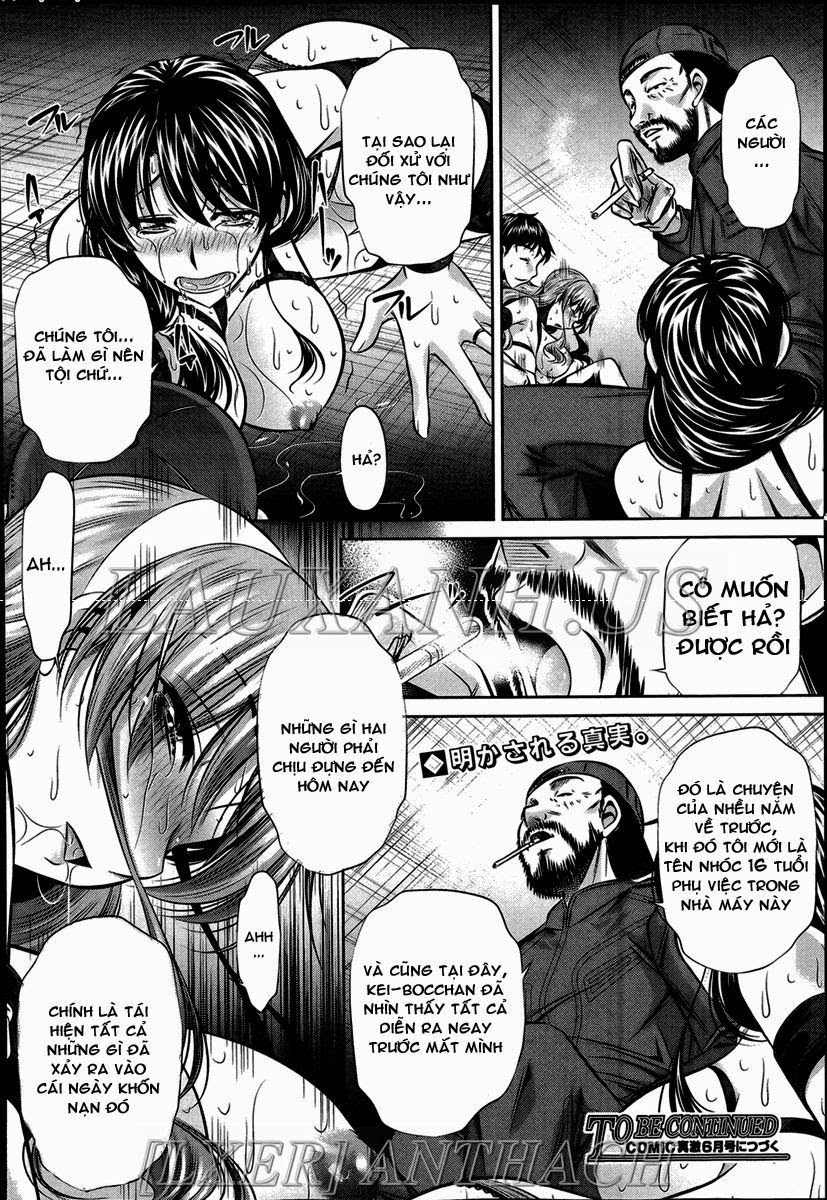 CÁC
NGƯỜI
...
TẠI SAO LẠI
ĐỐI XỬ VỚI
CHÚNG TÔI NHƯ
VẬY...
CHÚNG TÔI...
ĐÃ LÀM GÌ NÊN
TỘI CHỨ...
HẢ?
CÔ MUỐN
BIẾT HẢ?
ĐƯỢC RỒI
AH...
LAUXANH.US
◆明かされる真実。
ĐÓ LÀ CHUYỆN
CỦA NHỀU NĂM
VỀ TRƯỚC,
KHI ĐÓ TÔI MỚI LÀ
TÊN NHÓC 16 TUỔI
PHỤ VIỆC TRONG
NHÀ MÁY NÀY
VÀ CŨNG TẠI ĐÂY,
KEI-BOCCHAN ĐÃ
NHÌN THẤY TẤT CẢ
DIỄN RA NGAY
TRƯỚC MẮT MÌNH
NHỮNG GÌ HAI
NGƯỜI PHẢI
CHỊU ĐỰNG ĐẾN
HÔM NAY
AHH
...
CHÍNH LÀ TÁI
HIỆN TẤT CẢ
NHỮNG GÌ ĐÃ
XẢY RA VÀO
CÁI NGÀY KHỐN
NẠN ĐÓ
TO BE CONTINUED
COMIC真激6月号につづく
[LXER] ANTHACH